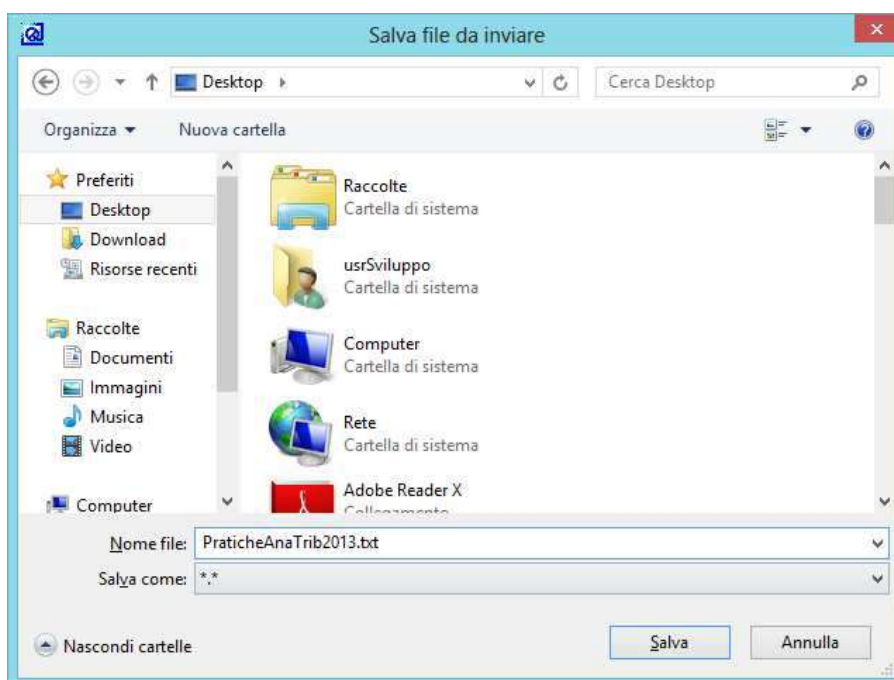 Salva file da inviare
Desktop
Cerca Desktop
Organizza
Nuova cartella
Preferiti
Desktop
Download
Risorse recenti
Raccolte
Documenti
Immagini
Musica
Video
Computer
Raccolte
Cartella di sistema
usrSviluppo
Cartella di sistema
Computer
Cartella di sistema
Rete
Cartella di sistema
Adobe Reader X
Collegamento
Nome file: PraticheAnaTrib2013.txt
Salva come: *.*
Nascondi cartelle
Salva
Annulla